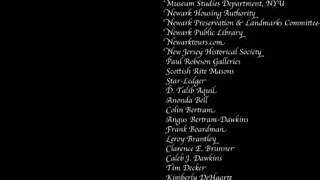 Museum Studies Department, NYU
Newark Housing Authority
Newark Preservation & Landmarks Committee
Newark Public Library
Newarktours.com
New Jersey Historical Society
Paul Robeson Galleries
Scottish Rite Masons
Star-Ledger
D. Talib Aquil
Anonda Bell
Colin Bertram
Angus Bertram-Dawkins
Frank Boardman
Leroy Brantley
Clarence E. Brunner
Caleb J. Dawkins
Tim Decker
Kimberly DeHaarte